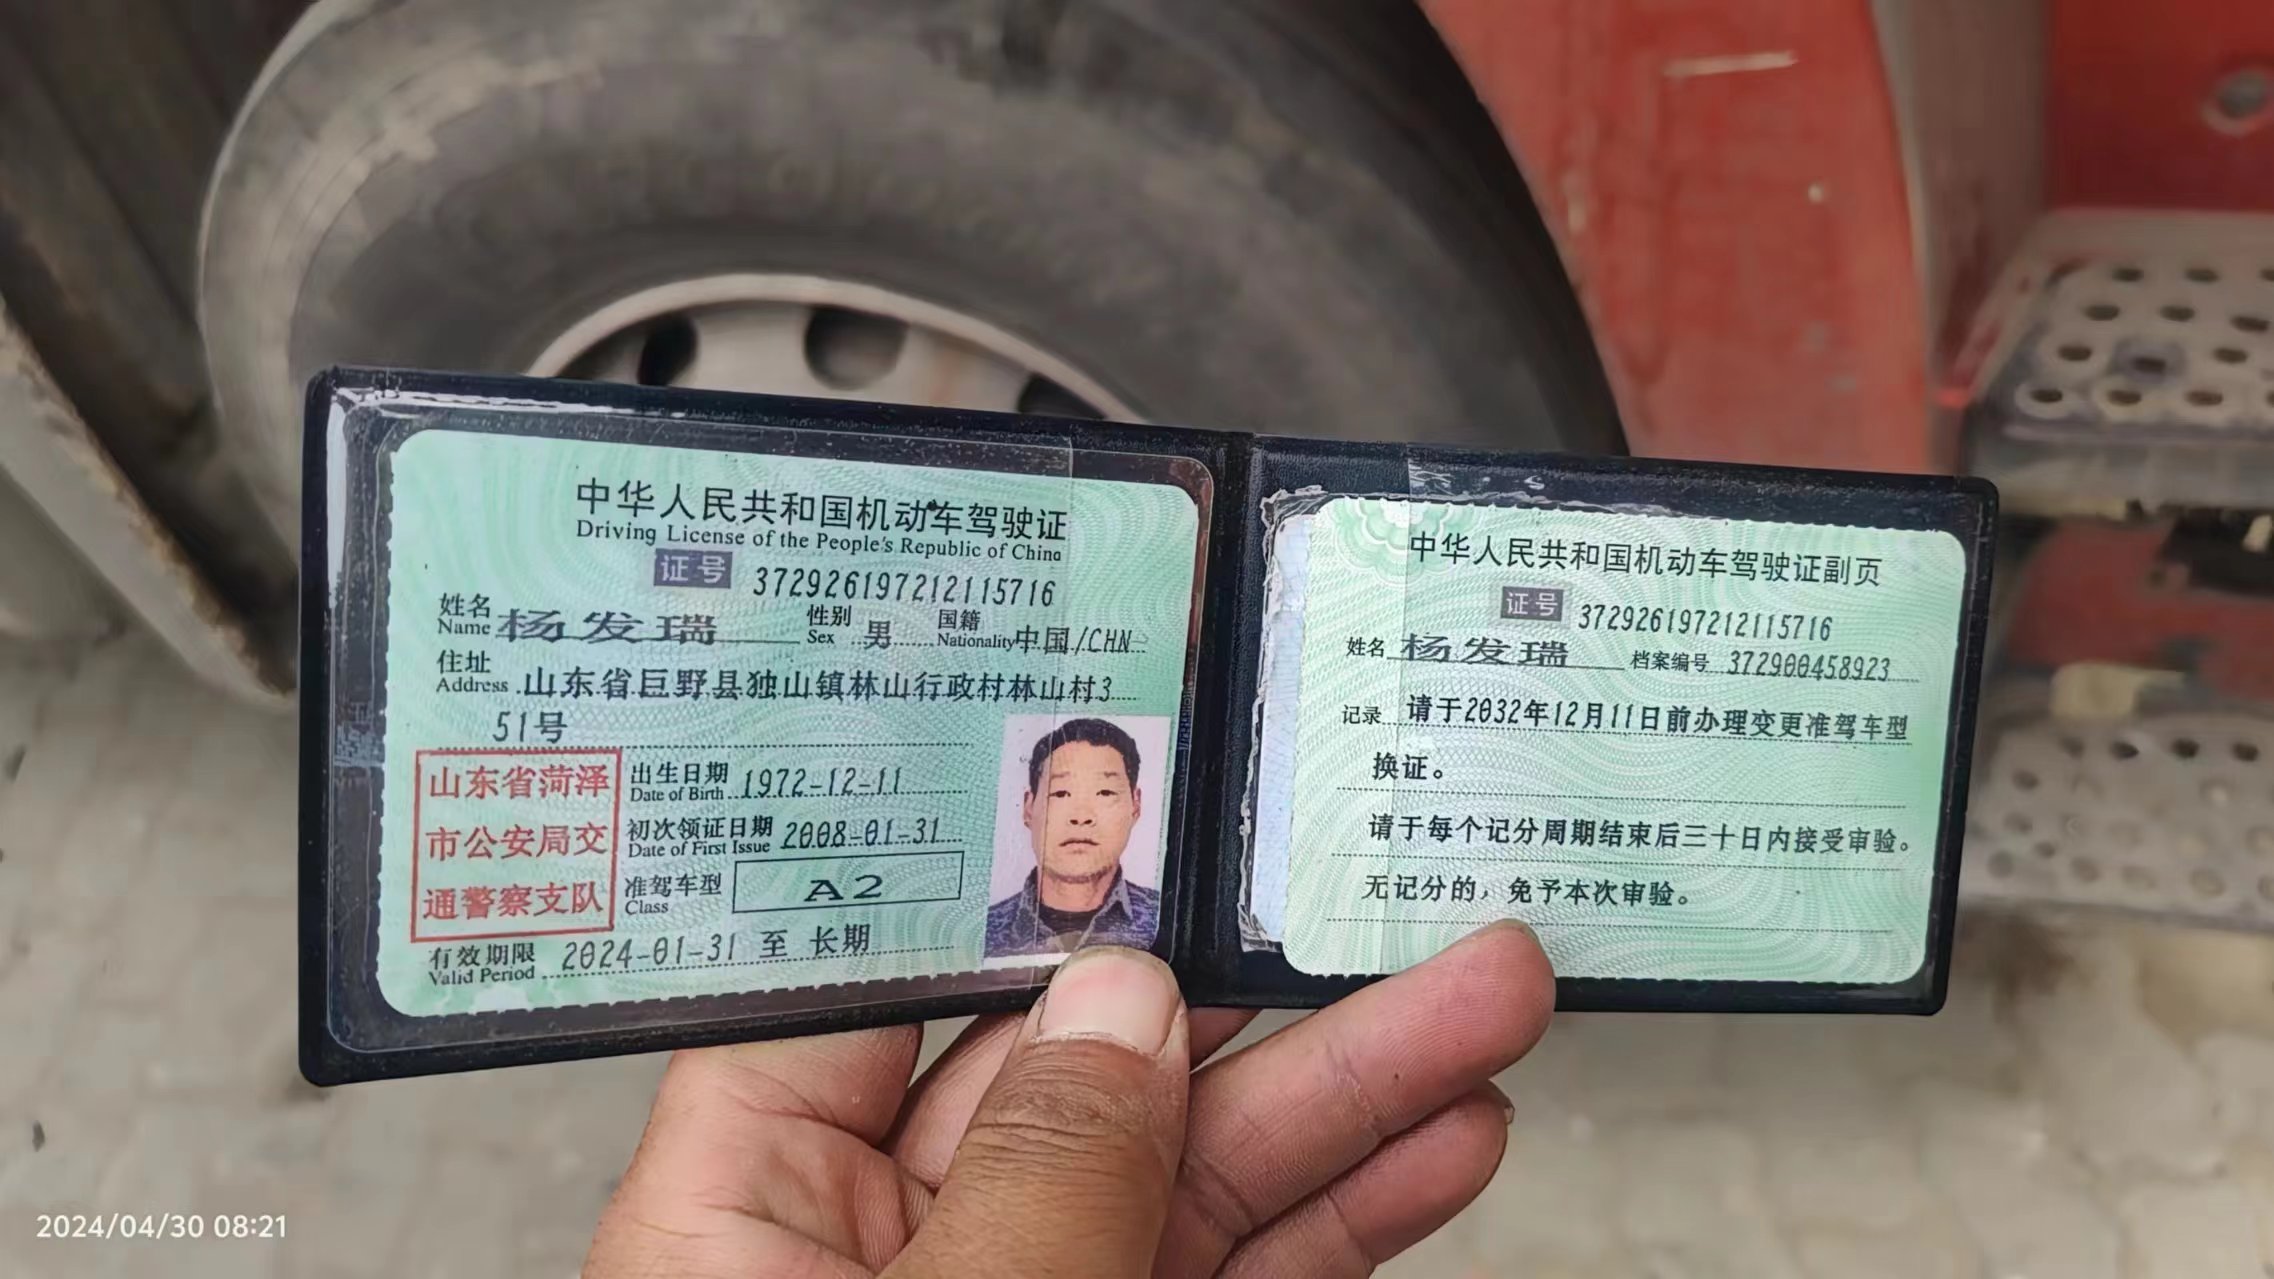 中华人民共和国机动车驾驶证
Driving License of the People's Republic of China
证号 372926197212115716
姓名 杨发瑞 性别 男 国籍 中国/CHN
Name Sex Nationality
住址 山东省巨野县独山镇林山行政村林山村3
Address
51号
山东省菏泽
市公安局交
通警察支队
出生日期 1972-12-11
Date of Birth
初次领证日期 2008-01-31
Date of First Issue
准驾车型 A2
Class
有效期限 2024-01-31 至 长期
Valid Period
中华人民共和国机动车驾驶证副页
证号 372926197212115716
姓名 杨发瑞 档案编号 372900458923
记录 请于2032年12月11日前办理变更准驾车型
换证。
请于每个记分周期结束后三十日内接受审验。
无记分的，免予本次审验。
2024/04/30 08:21